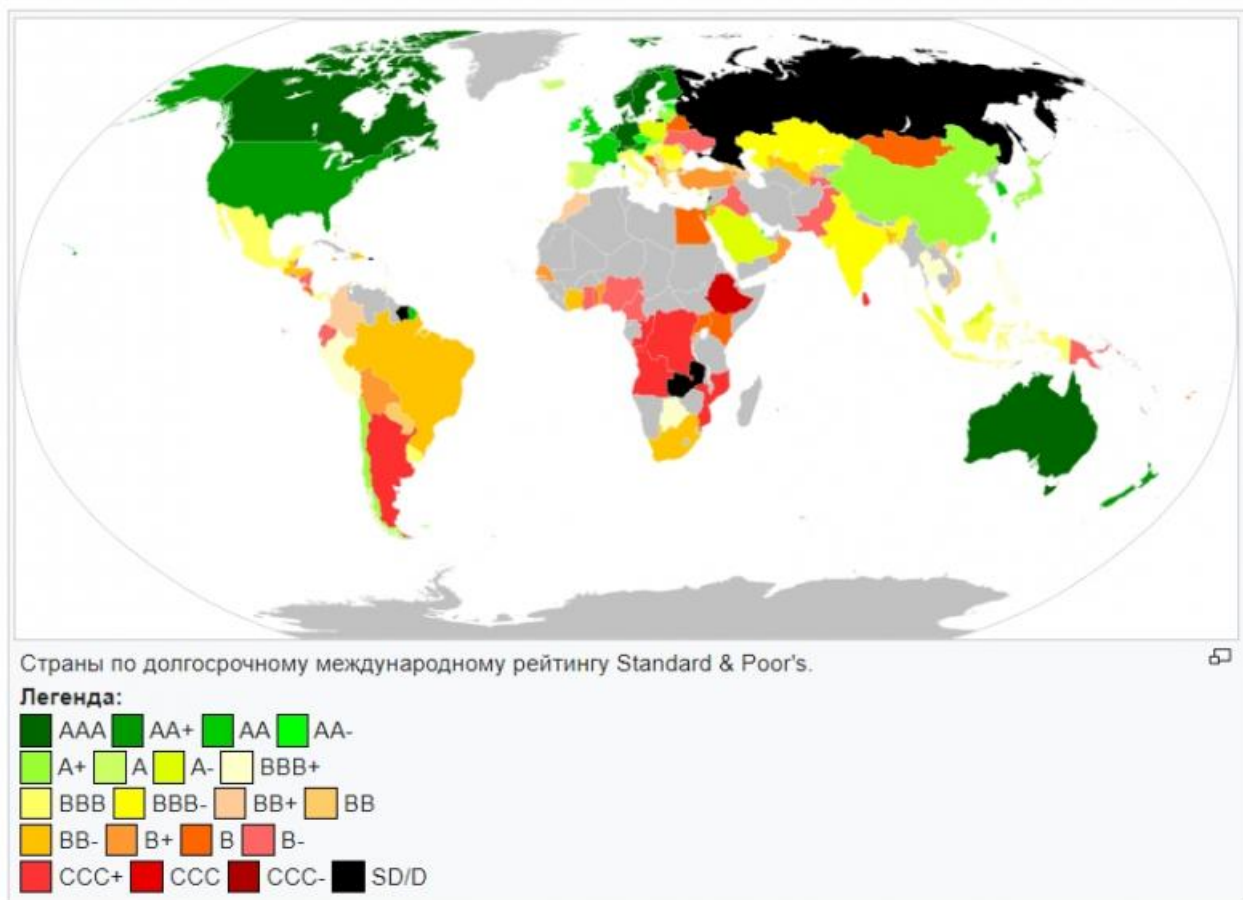 Страны по долгосрочному международному рейтингу Standard & Poor's.
Легенда:
AAA AA+ AA AA-
A+ A A- BBB+
BBB BBB- BB+ BB
BB- B+ B B-
CCC+ CCC CCC- SD/D